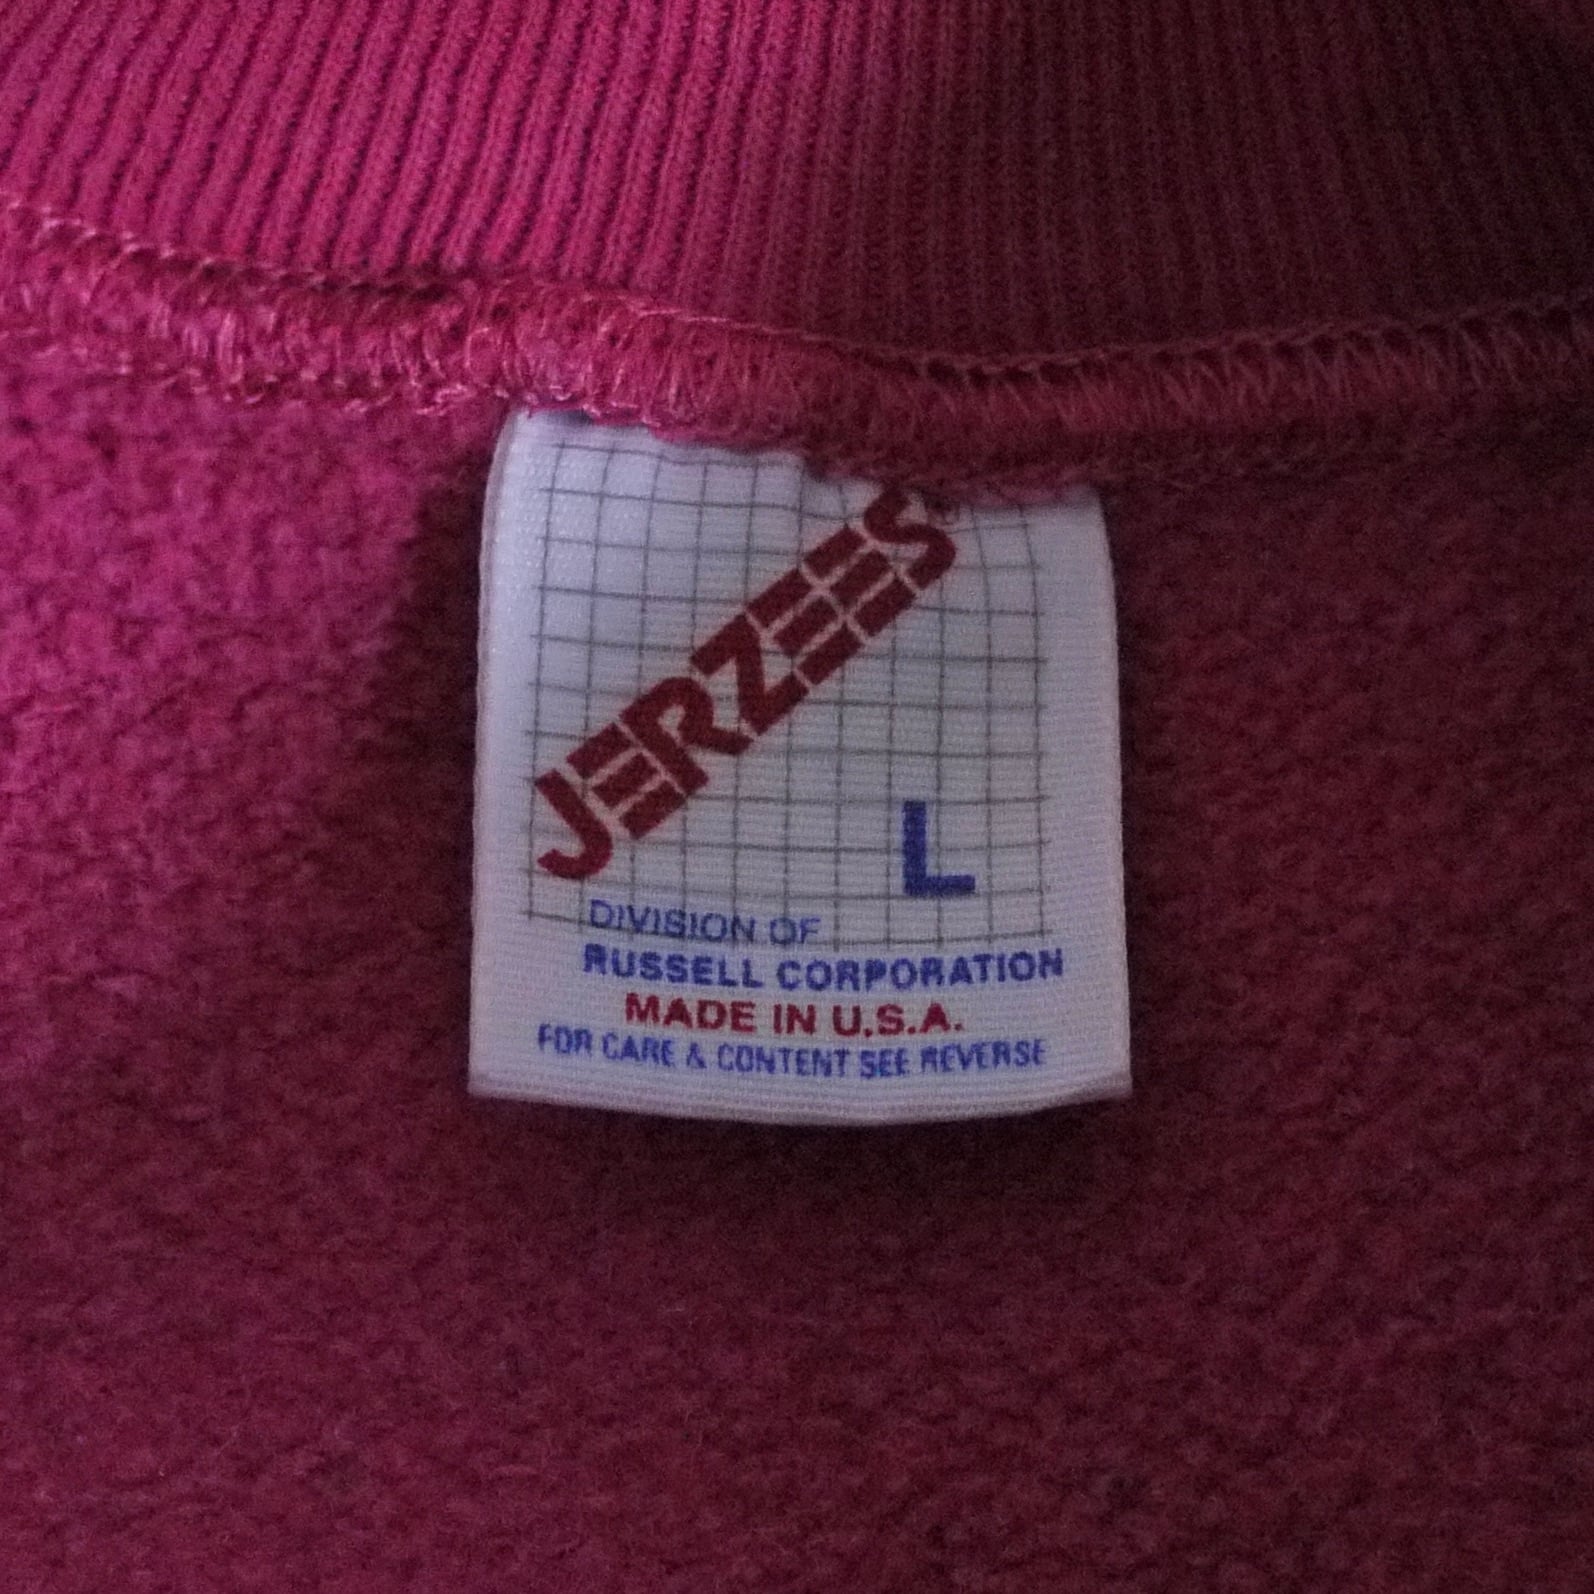 JERZEES®
L
DIVISION OF
RUSSELL CORPORATION
MADE IN U.S.A.
FOR CARE & CONTENT SEE REVERSE